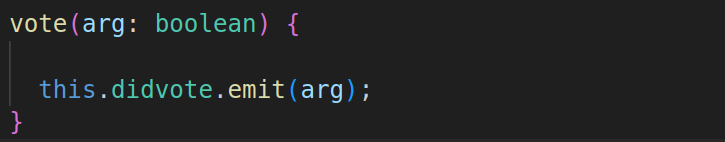 vote(arg: boolean) {
this.didvote.emit(arg);
}